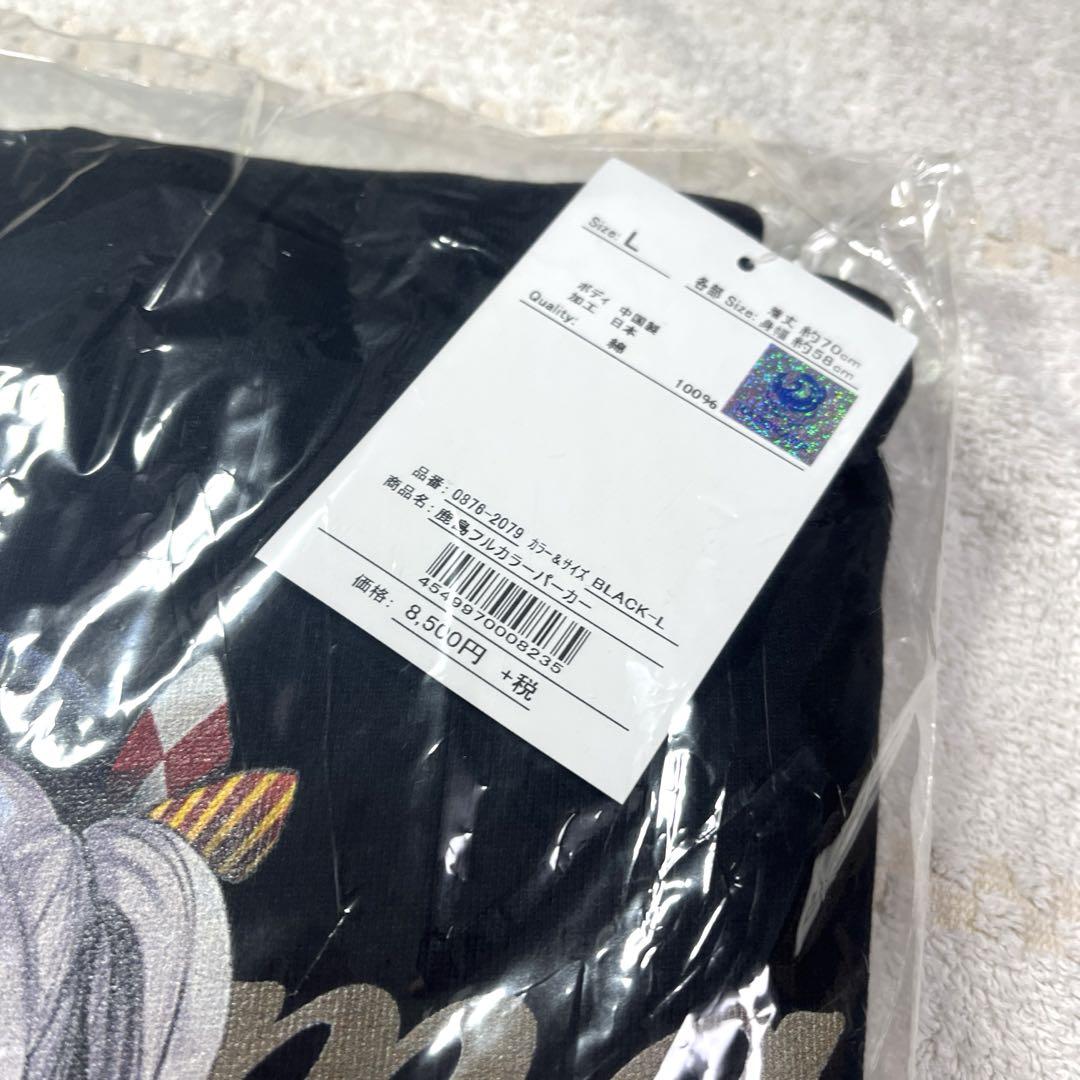 Size: L
各部 Size: 着丈 約70cm
身幅 約58cm
ボディ 中国製
加工 日本
Quality:
綿 100%
品番: 0876-2079 カラー&サイズ BLACK-L
商品名: 鹿島フルカラーパーカー
4549970008235
価格: 8,500円 +税